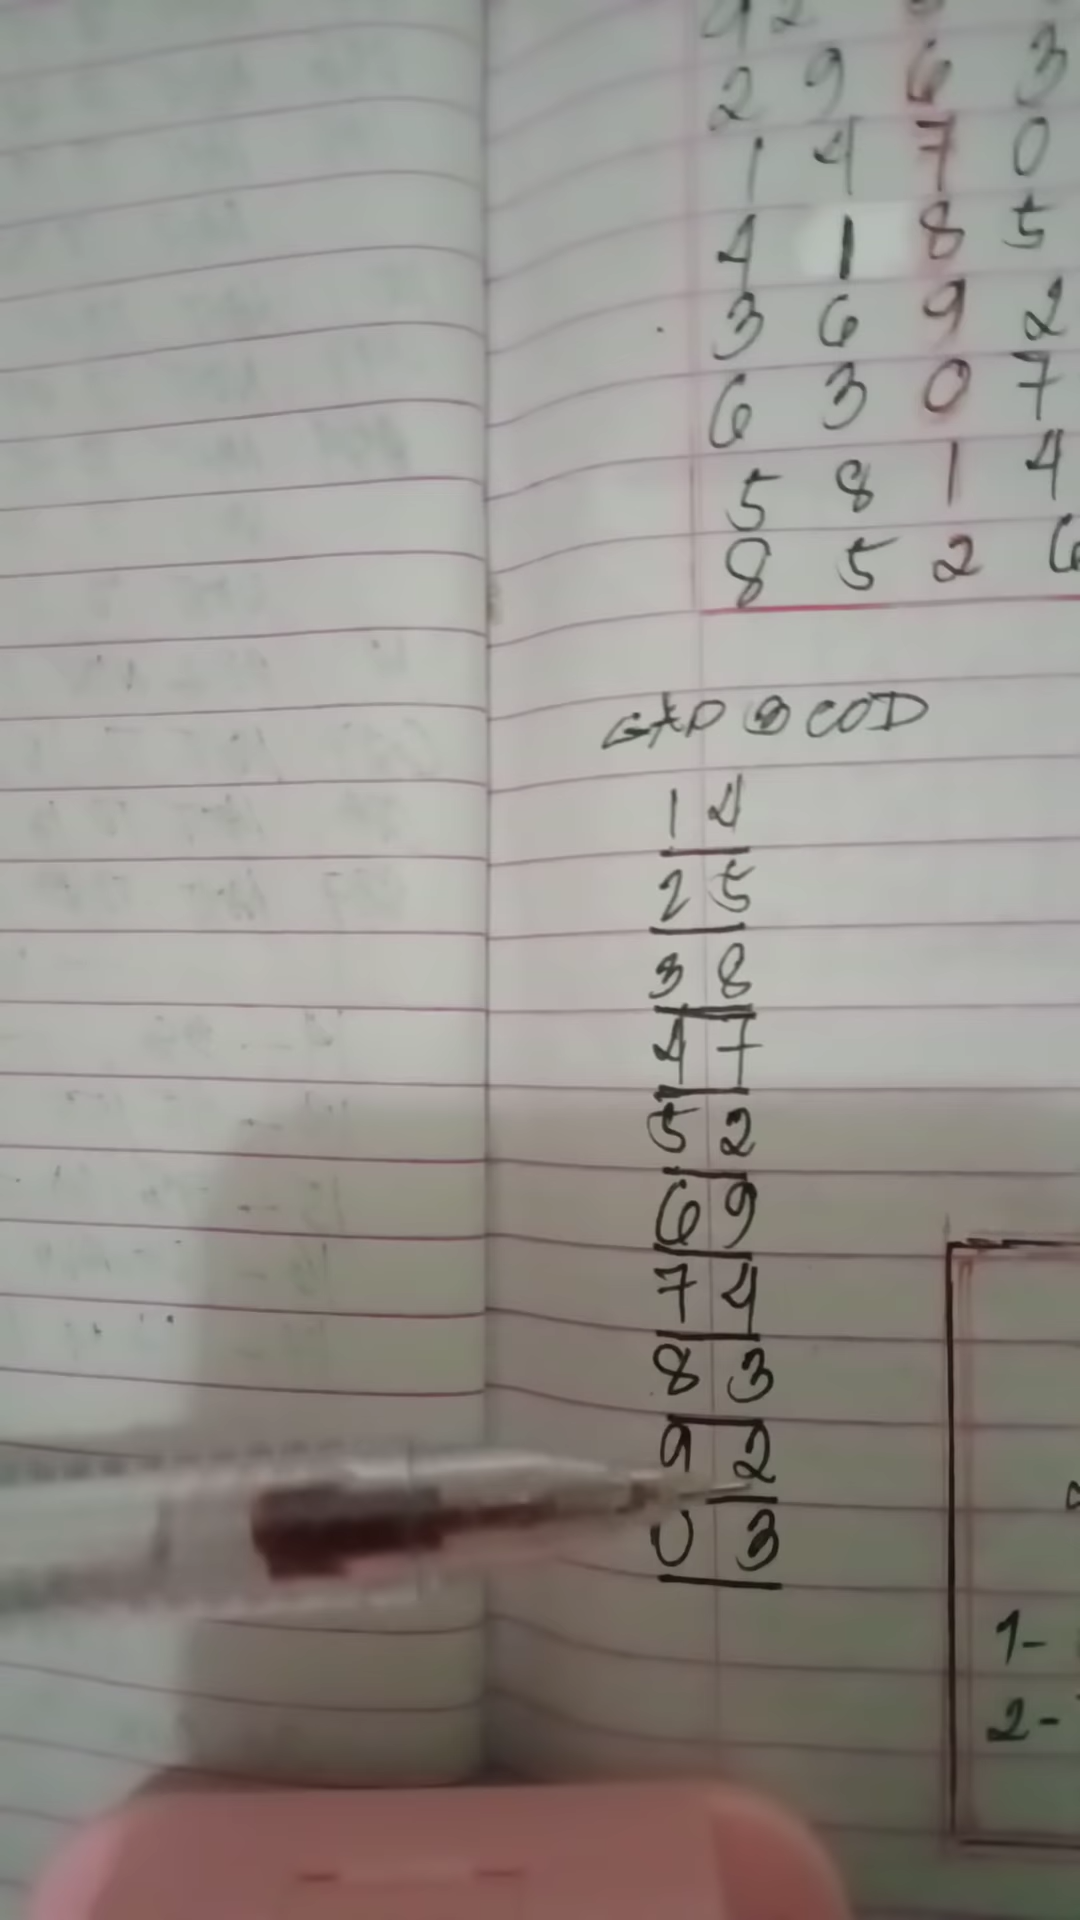 92
2 9 6 3
1 4 7 0
4 1 8 5
3 6 9 2
6 3 0 7
5 8 1 4
8 5 2 6
COD
1 4
2 5
3 8
4 7
5 2
6 9
7 4
8 3
9 2
0 3
1-
2-